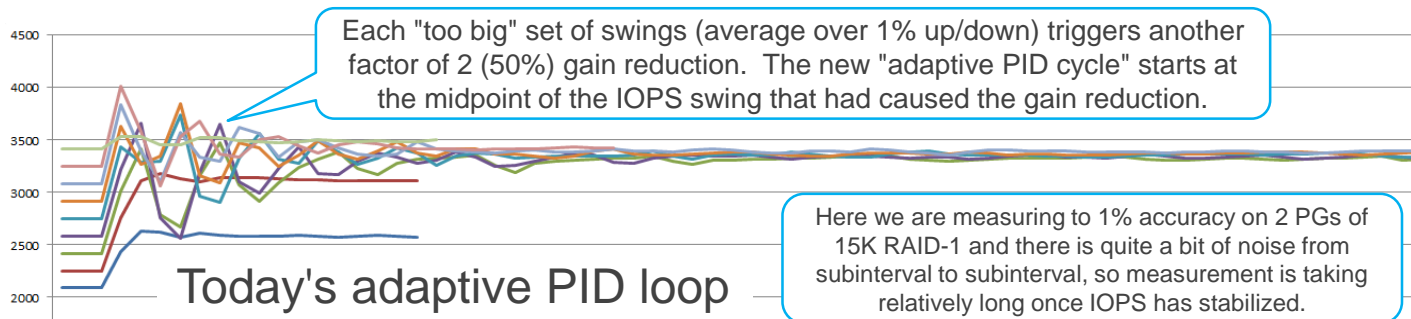 Each "too big" set of swings (average over 1% up/down) triggers another
factor of 2 (50%) gain reduction. The new "adaptive PID cycle" starts at
the midpoint of the IOPS swing that had caused the gain reduction.
4500
4000
3500
3000
2500
2000
Here we are measuring to 1% accuracy on 2 PGs of
15K RAID-1 and there is quite a bit of noise from
subinterval to subinterval, so measurement is taking
relatively long once IOPS has stabilized.
Today's adaptive PID loop